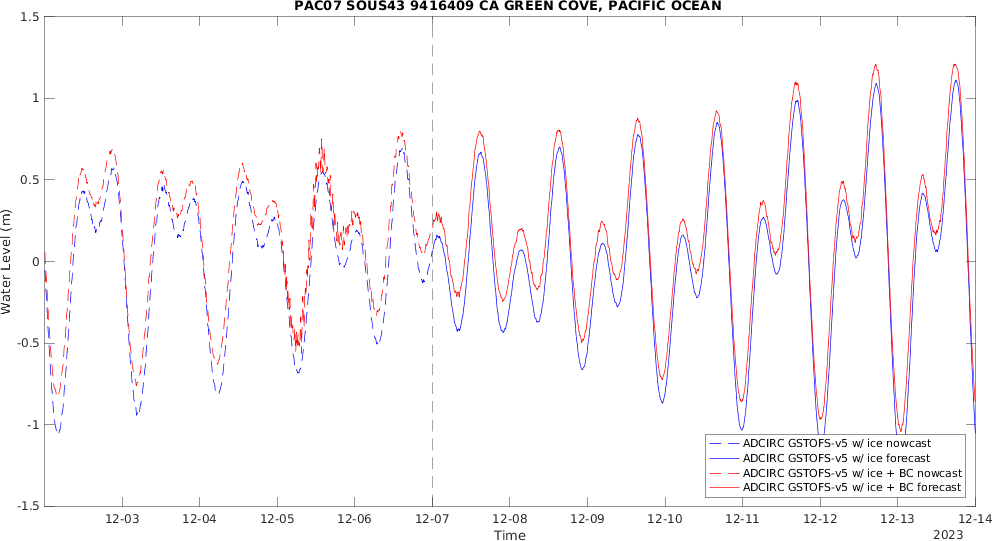 PAC07 SOUS43 9416409 CA GREEN COVE, PACIFIC OCEAN
1.5
1
0.5
0
-0.5
-1
-1.5
Water Level (m)
12-03
12-04
12-05
12-06
12-07
12-08
12-09
12-10
12-11
12-12
12-13
12-14
Time
2023
ADCIRC GSTOFS-v5 w/ ice nowcast
ADCIRC GSTOFS-v5 w/ ice forecast
ADCIRC GSTOFS-v5 w/ ice + BC nowcast
ADCIRC GSTOFS-v5 w/ ice + BC forecast